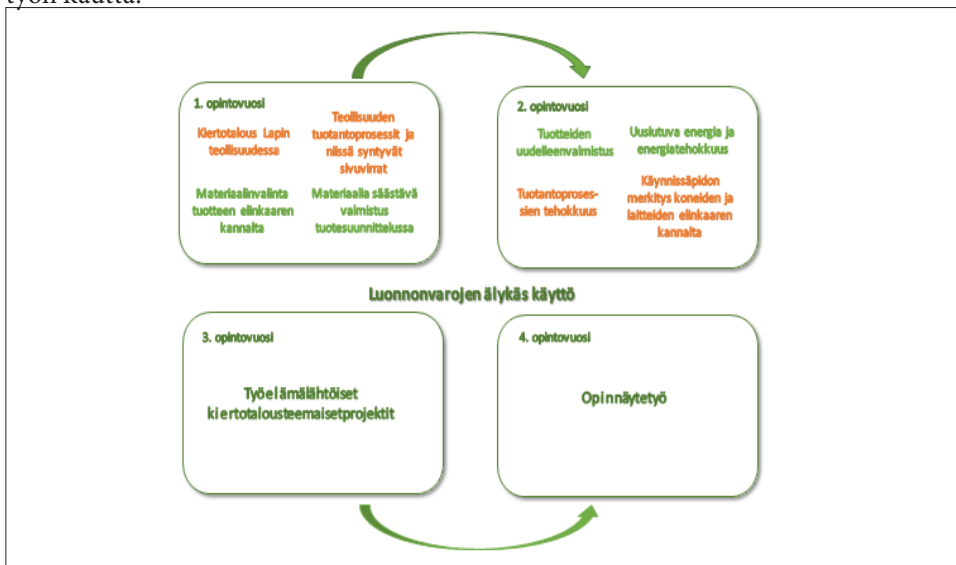 työn kautta.
1. opintovuosi
Kiertotalous Lapin
teollisuudessa
Teollisuuden
tuotantoprosessit ja
niissä syntyvät
sivuvirrat
Materiaalinvalinta
tuotteen elinkaaren
kannalta
Materiaalia säästävä
valmistus
tuotesuunnittelussa
2. opintovuosi
Tuotteiden
uudelleenvalmistus
Uusiutuva energia ja
energiatehokkuus
Tuotantoproses-
sien tehokkuus
Käynnissäpidon
merkitys koneiden ja
laitteiden elinkaaren
kannalta
Luonnonvarojen älykäs käyttö
3. opintovuosi
Työelämälähtöiset
kiertotalousteemaisetprojektit
4. opintovuosi
Opinnäytetyö